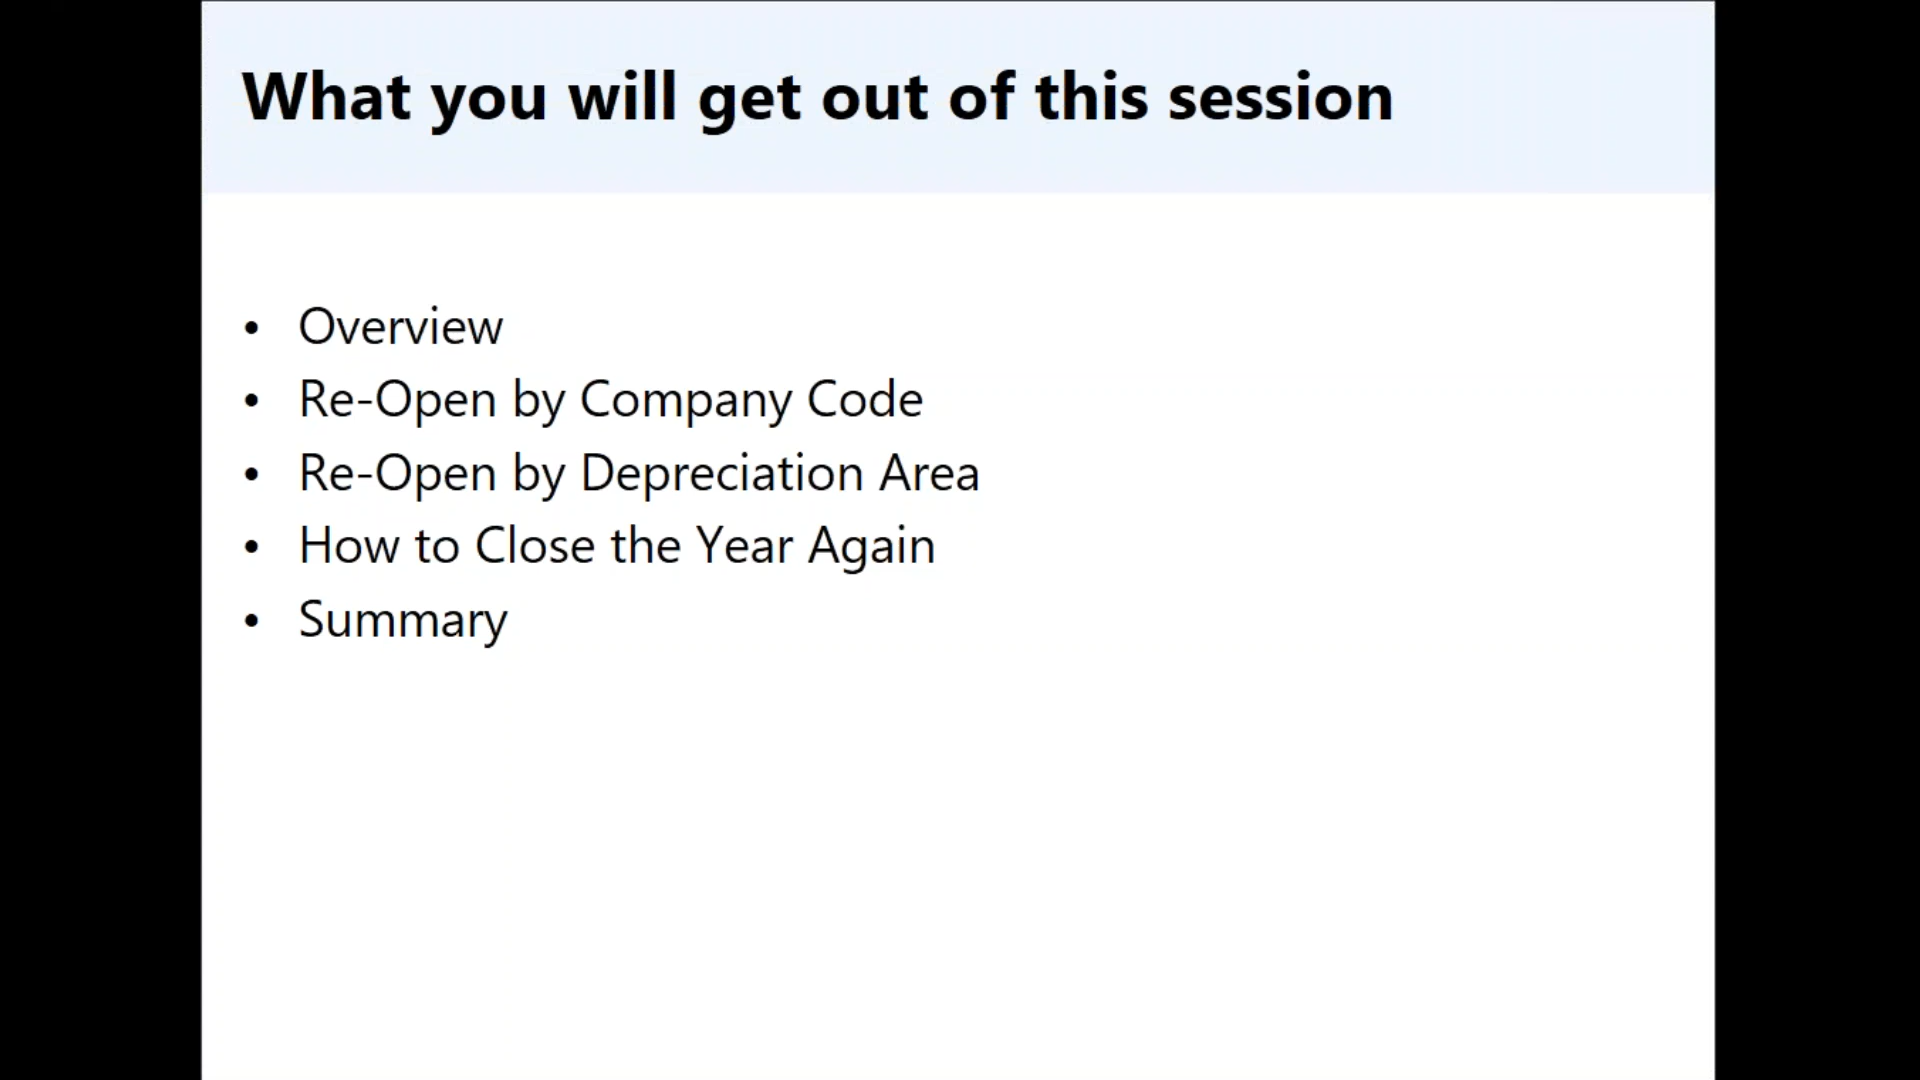 What you will get out of this session
• Overview
• Re-Open by Company Code
• Re-Open by Depreciation Area
• How to Close the Year Again
• Summary